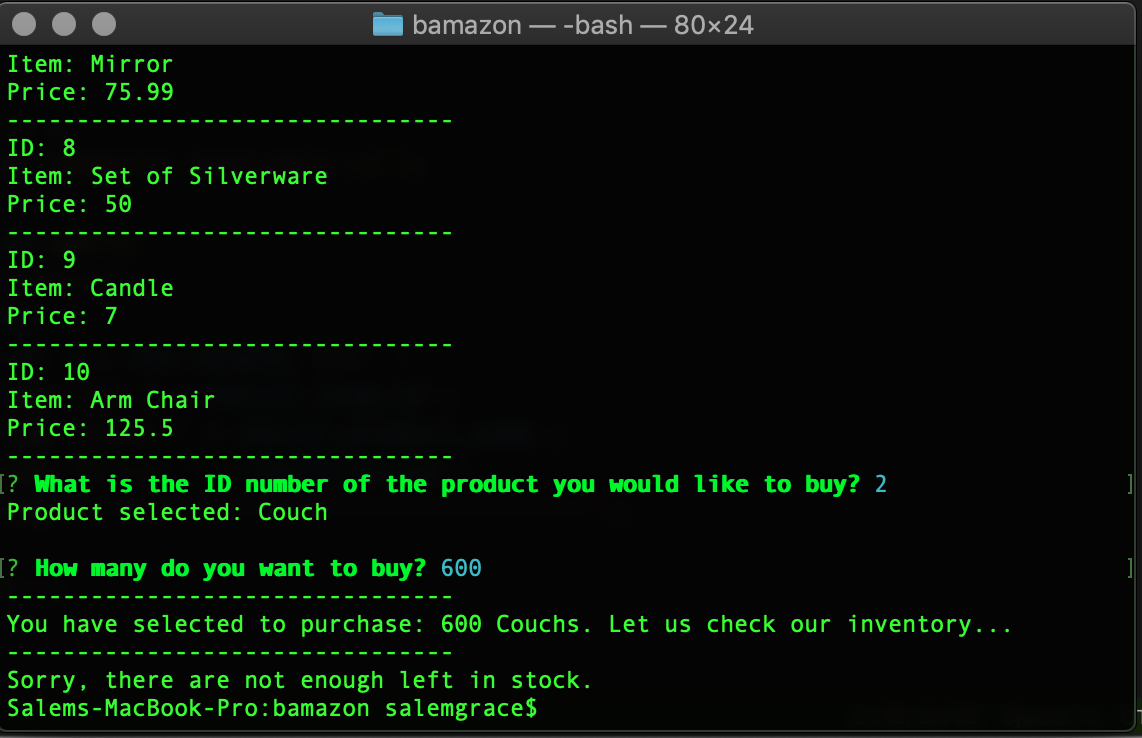 bamazon — -bash — 80×24
Item: Mirror
Price: 75.99
--------------------------------
ID: 8
Item: Set of Silverware
Price: 50
--------------------------------
ID: 9
Item: Candle
Price: 7
--------------------------------
ID: 10
Item: Arm Chair
Price: 125.5
--------------------------------
[? What is the ID number of the product you would like to buy? 2 ]
Product selected: Couch
[? How many do you want to buy? 600 ]
--------------------------------
You have selected to purchase: 600 Couchs. Let us check our inventory...
--------------------------------
Sorry, there are not enough left in stock.
Salems-MacBook-Pro:bamazon salemgrace$